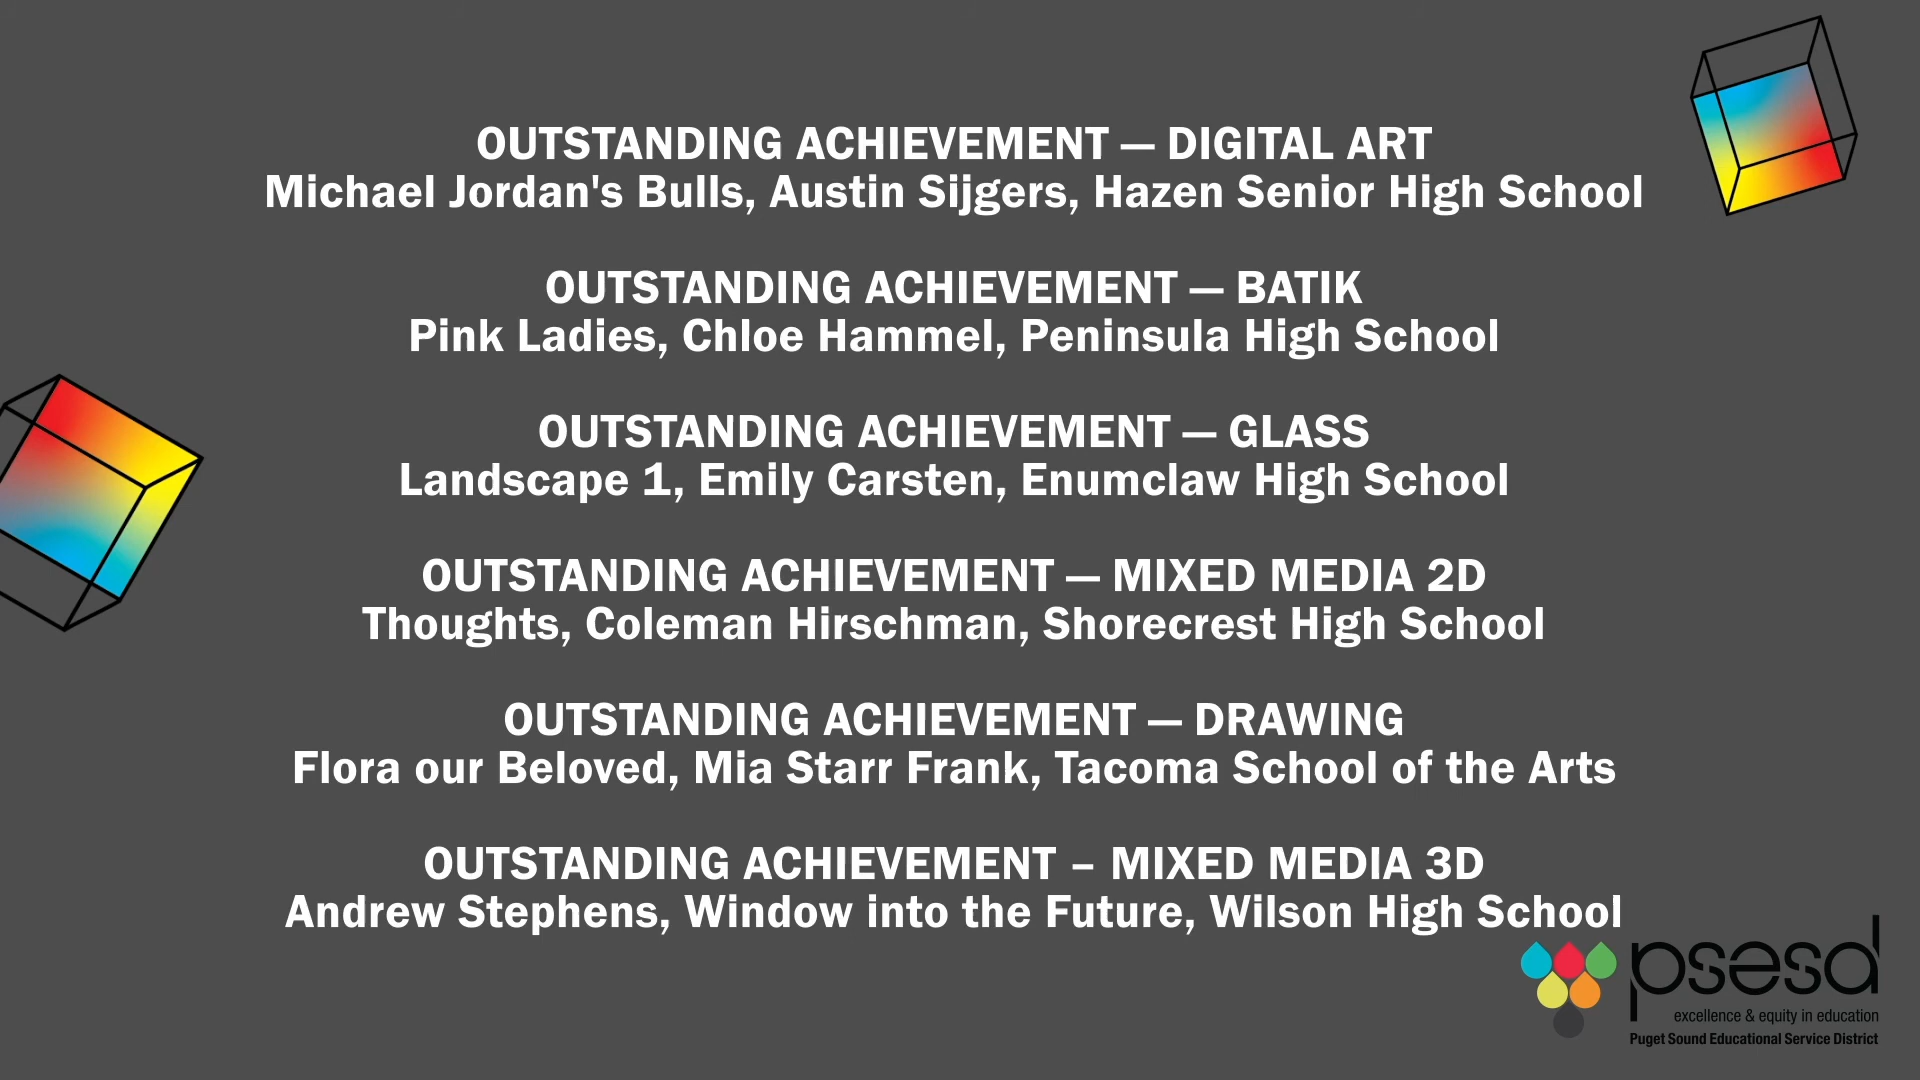 OUTSTANDING ACHIEVEMENT — DIGITAL ART
Michael Jordan's Bulls, Austin Sijgers, Hazen Senior High School
OUTSTANDING ACHIEVEMENT — BATIK
Pink Ladies, Chloe Hammel, Peninsula High School
OUTSTANDING ACHIEVEMENT — GLASS
Landscape 1, Emily Carsten, Enumclaw High School
OUTSTANDING ACHIEVEMENT — MIXED MEDIA 2D
Thoughts, Coleman Hirschman, Shorecrest High School
OUTSTANDING ACHIEVEMENT — DRAWING
Flora our Beloved, Mia Starr Frank, Tacoma School of the Arts
OUTSTANDING ACHIEVEMENT – MIXED MEDIA 3D
Andrew Stephens, Window into the Future, Wilson High School
psesd
excellence & equity in education
Puget Sound Educational Service District